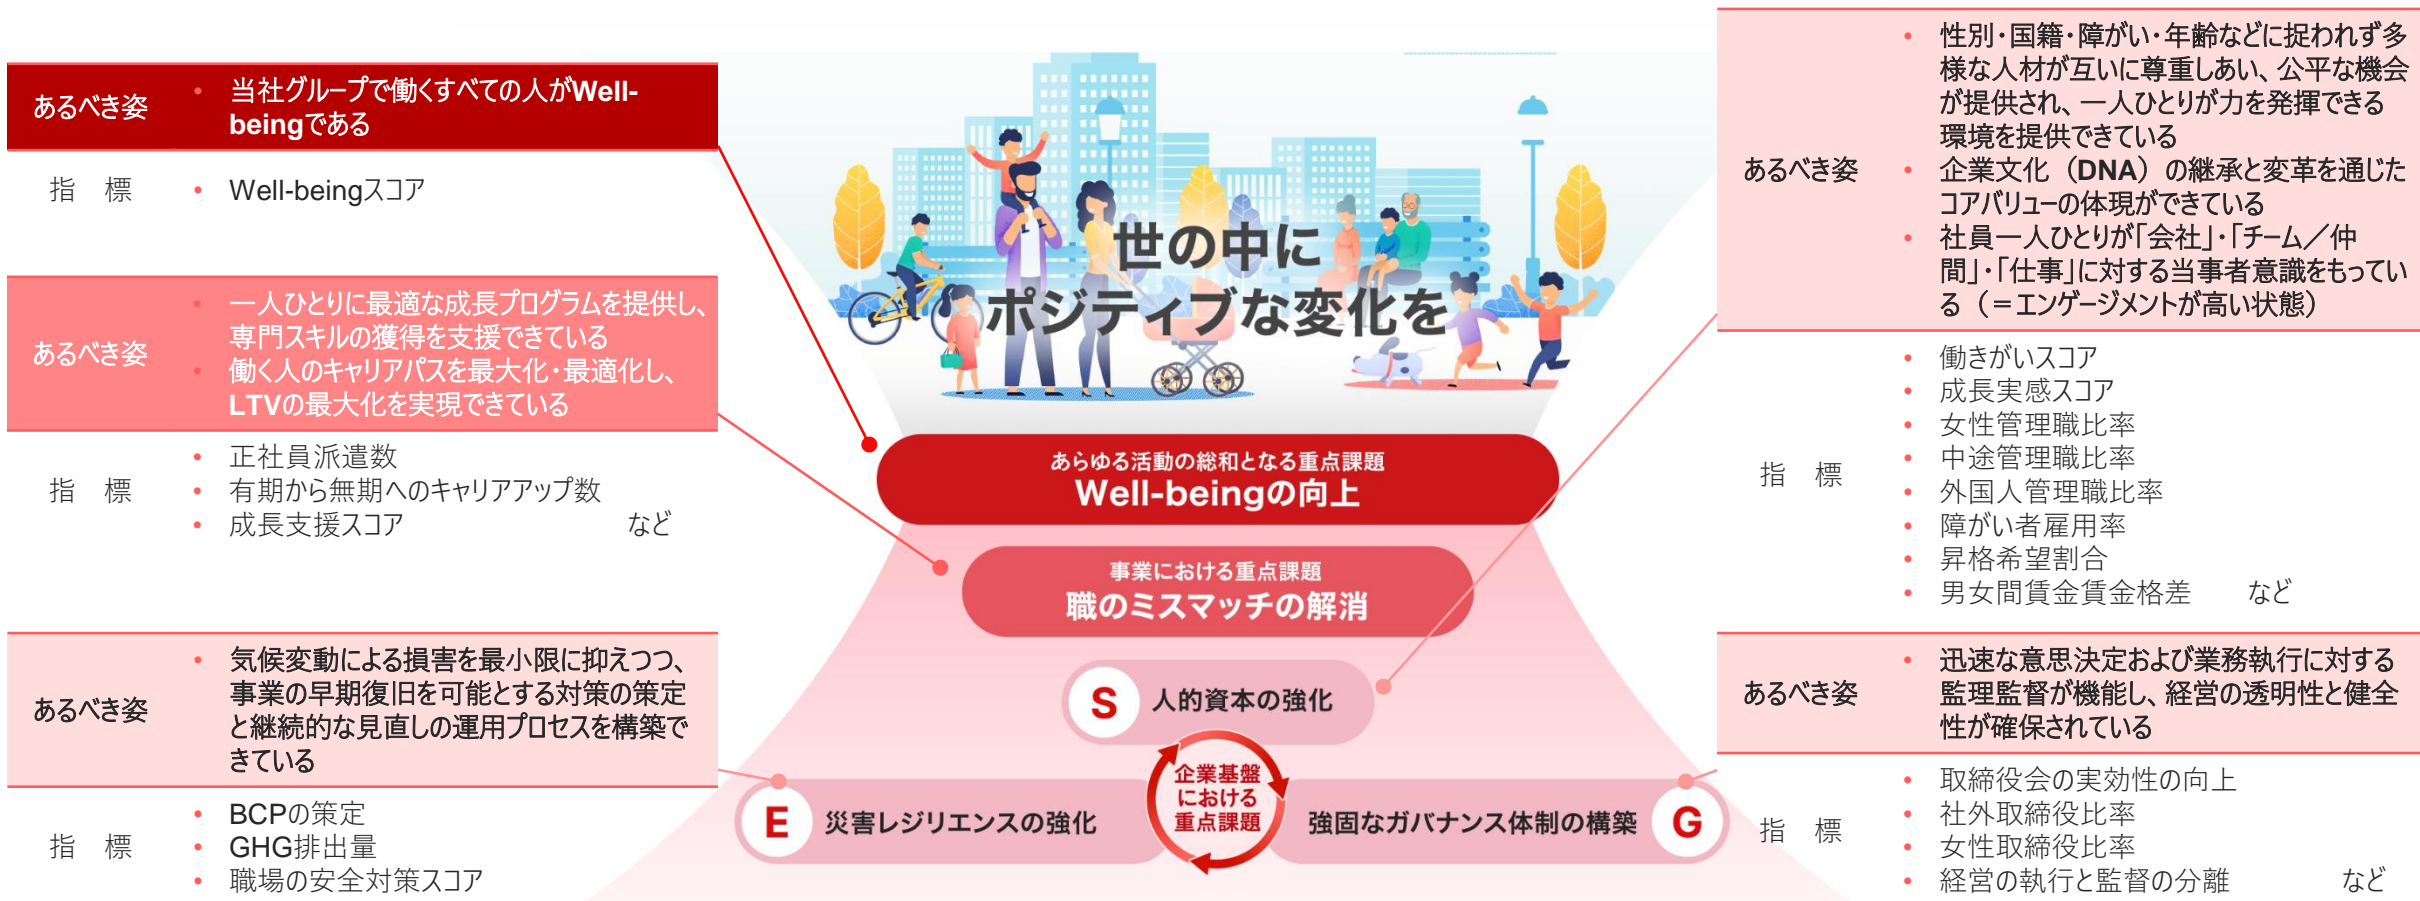 あるべき姿
• 当社グループで働くすべての人がWell-
beingである
指 標
• Well-beingスコア
あるべき姿
• 一人ひとりに最適な成長プログラムを提供し、
専門スキルの獲得を支援できている
• 働く人のキャリアパスを最大化・最適化し、
LTVの最大化を実現できている
指 標
• 正社員派遣数
• 有期から無期へのキャリアアップ数
• 成長支援スコア など
あるべき姿
• 気候変動による損害を最小限に抑えつつ、
事業の早期復旧を可能とする対策の策定
と継続的な見直しの運用プロセスを構築で
きている
指 標
• BCPの策定
• GHG排出量
• 職場の安全対策スコア
世の中に
ポジティブな変化を
あらゆる活動の総和となる重点課題
Well-beingの向上
事業における重点課題
職のミスマッチの解消
S 人的資本の強化
企業基盤
における
重点課題
E 災害レジリエンスの強化
強固なガバナンス体制の構築 G
あるべき姿
• 性別・国籍・障がい・年齢などに捉われず多
様な人材が互いに尊重しあい、公平な機会
が提供され、一人ひとりが力を発揮できる
環境を提供できている
• 企業文化（DNA）の継承と変革を通じた
コアバリューの体現ができている
• 社員一人ひとりが「会社」・「チーム／仲
間」・「仕事」に対する当事者意識をもってい
る（＝エンゲージメントが高い状態）
指 標
• 働きがいスコア
• 成長実感スコア
• 女性管理職比率
• 中途管理職比率
• 外国人管理職比率
• 障がい者雇用率
• 昇格希望割合
• 男女間賃金賃金格差 など
あるべき姿
• 迅速な意思決定および業務執行に対する
監理監督が機能し、経営の透明性と健全
性が確保されている
指 標
• 取締役会の実効性の向上
• 社外取締役比率
• 女性取締役比率
• 経営の執行と監督の分離 など